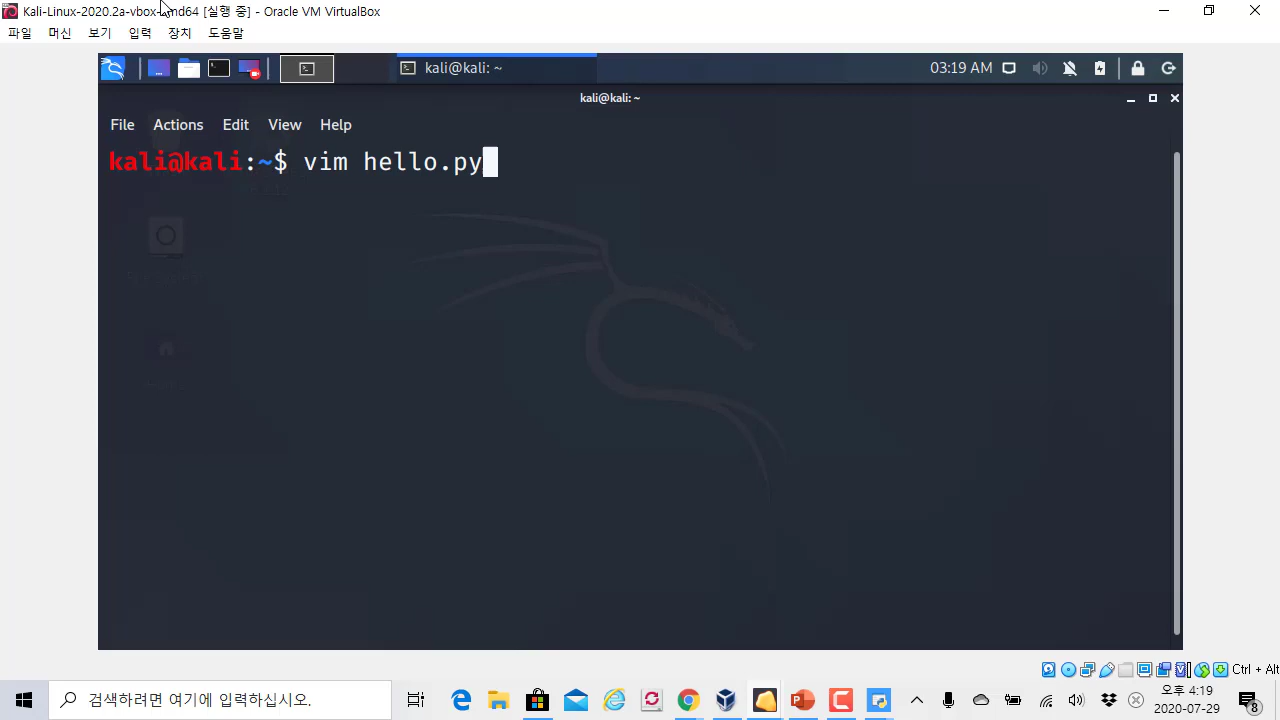 Kali-Linux-2020.2a-vbox-amd64 [실행 중] - Oracle VM VirtualBox
파일 머신 보기 입력 장치 도움말
kali@kali: ~ 03:19 AM
kali@kali: ~
File Actions Edit View Help
kali@kali:~$ vim hello.py
Ctrl + Alt
검색하려면 여기에 입력하십시오.
오후 4:19
2020-07-29
8